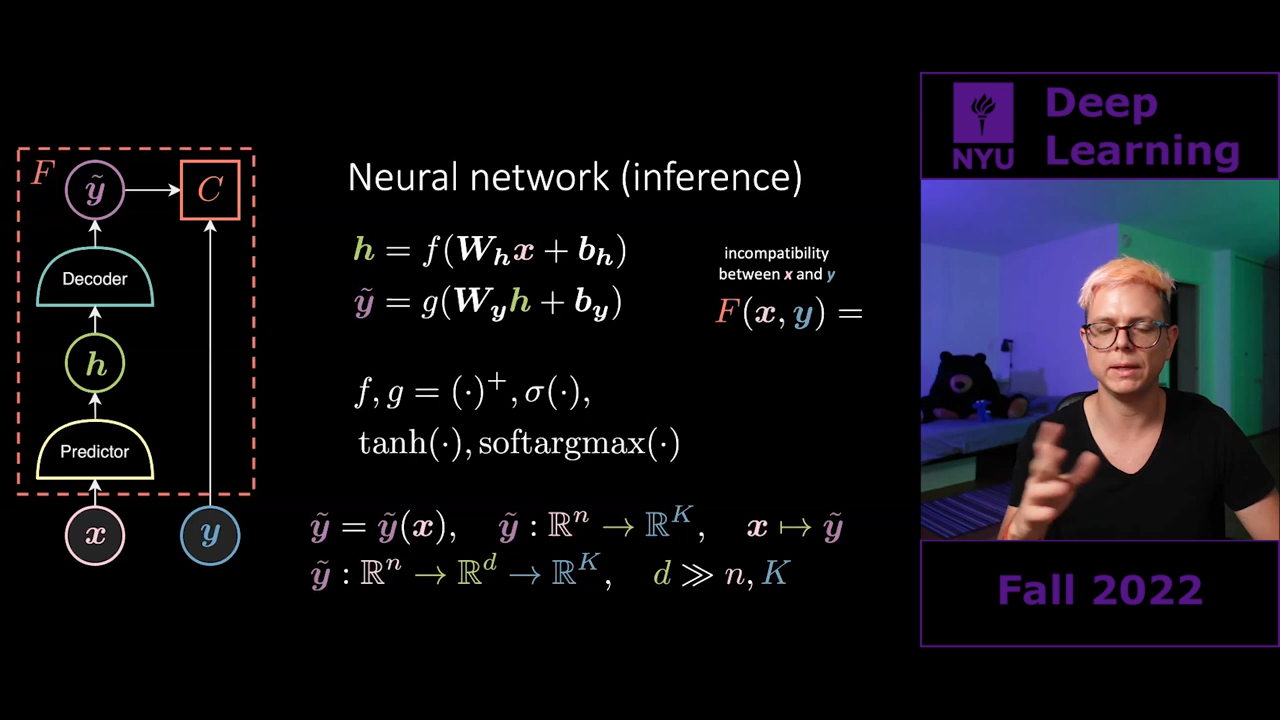 F
ỹ
C
Decoder
h
Predictor
x
y
Neural network (inference)
h = f(W_h x + b_h)
ỹ = g(W_y h + b_y)
incompatibility
between x and y
F(x, y) =
f, g = (·)⁺, σ(·),
tanh(·), softargmax(·)
ỹ = ỹ(x), ỹ : ℝⁿ → ℝᴷ, x ↦ ỹ
ỹ : ℝⁿ → ℝᵈ → ℝᴷ, d ≫ n, K
NYU
Deep
Learning
Fall 2022